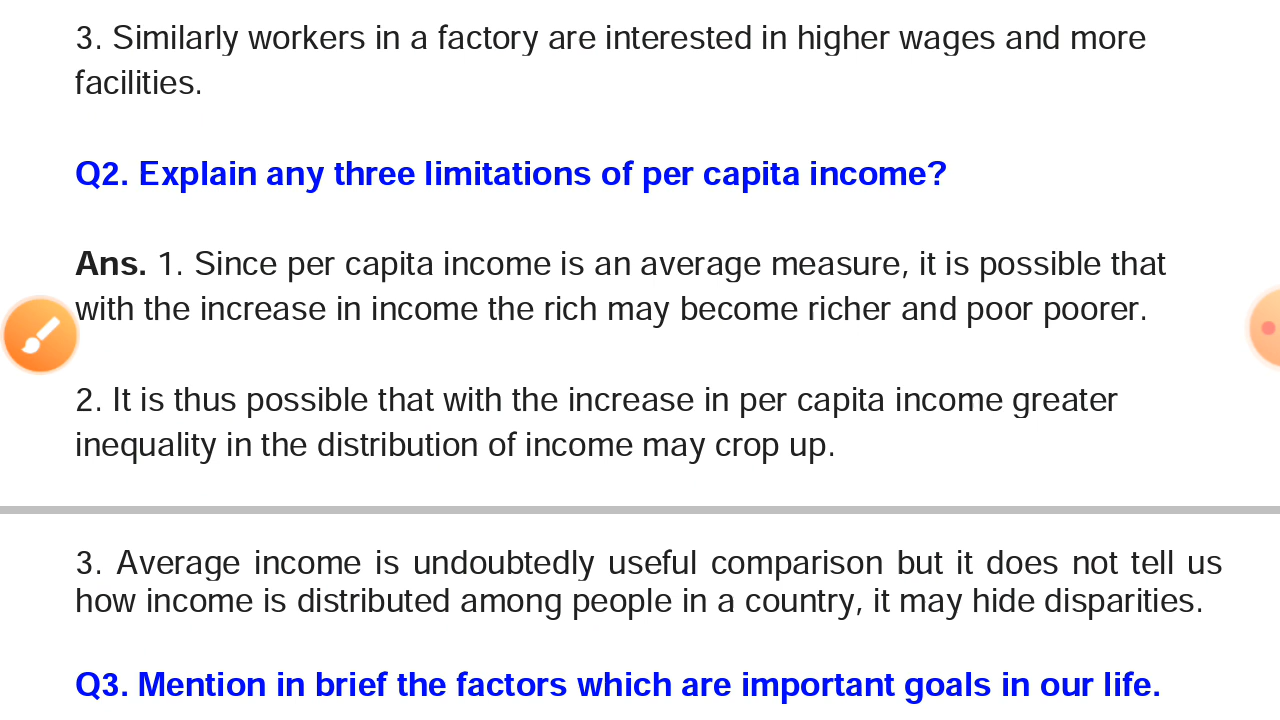 3. Similarly workers in a factory are interested in higher wages and more
facilities.
Q2. Explain any three limitations of per capita income?
Ans. 1. Since per capita income is an average measure, it is possible that
with the increase in income the rich may become richer and poor poorer.
2. It is thus possible that with the increase in per capita income greater
inequality in the distribution of income may crop up.
3. Average income is undoubtedly useful comparison but it does not tell us
how income is distributed among people in a country, it may hide disparities.
Q3. Mention in brief the factors which are important goals in our life.